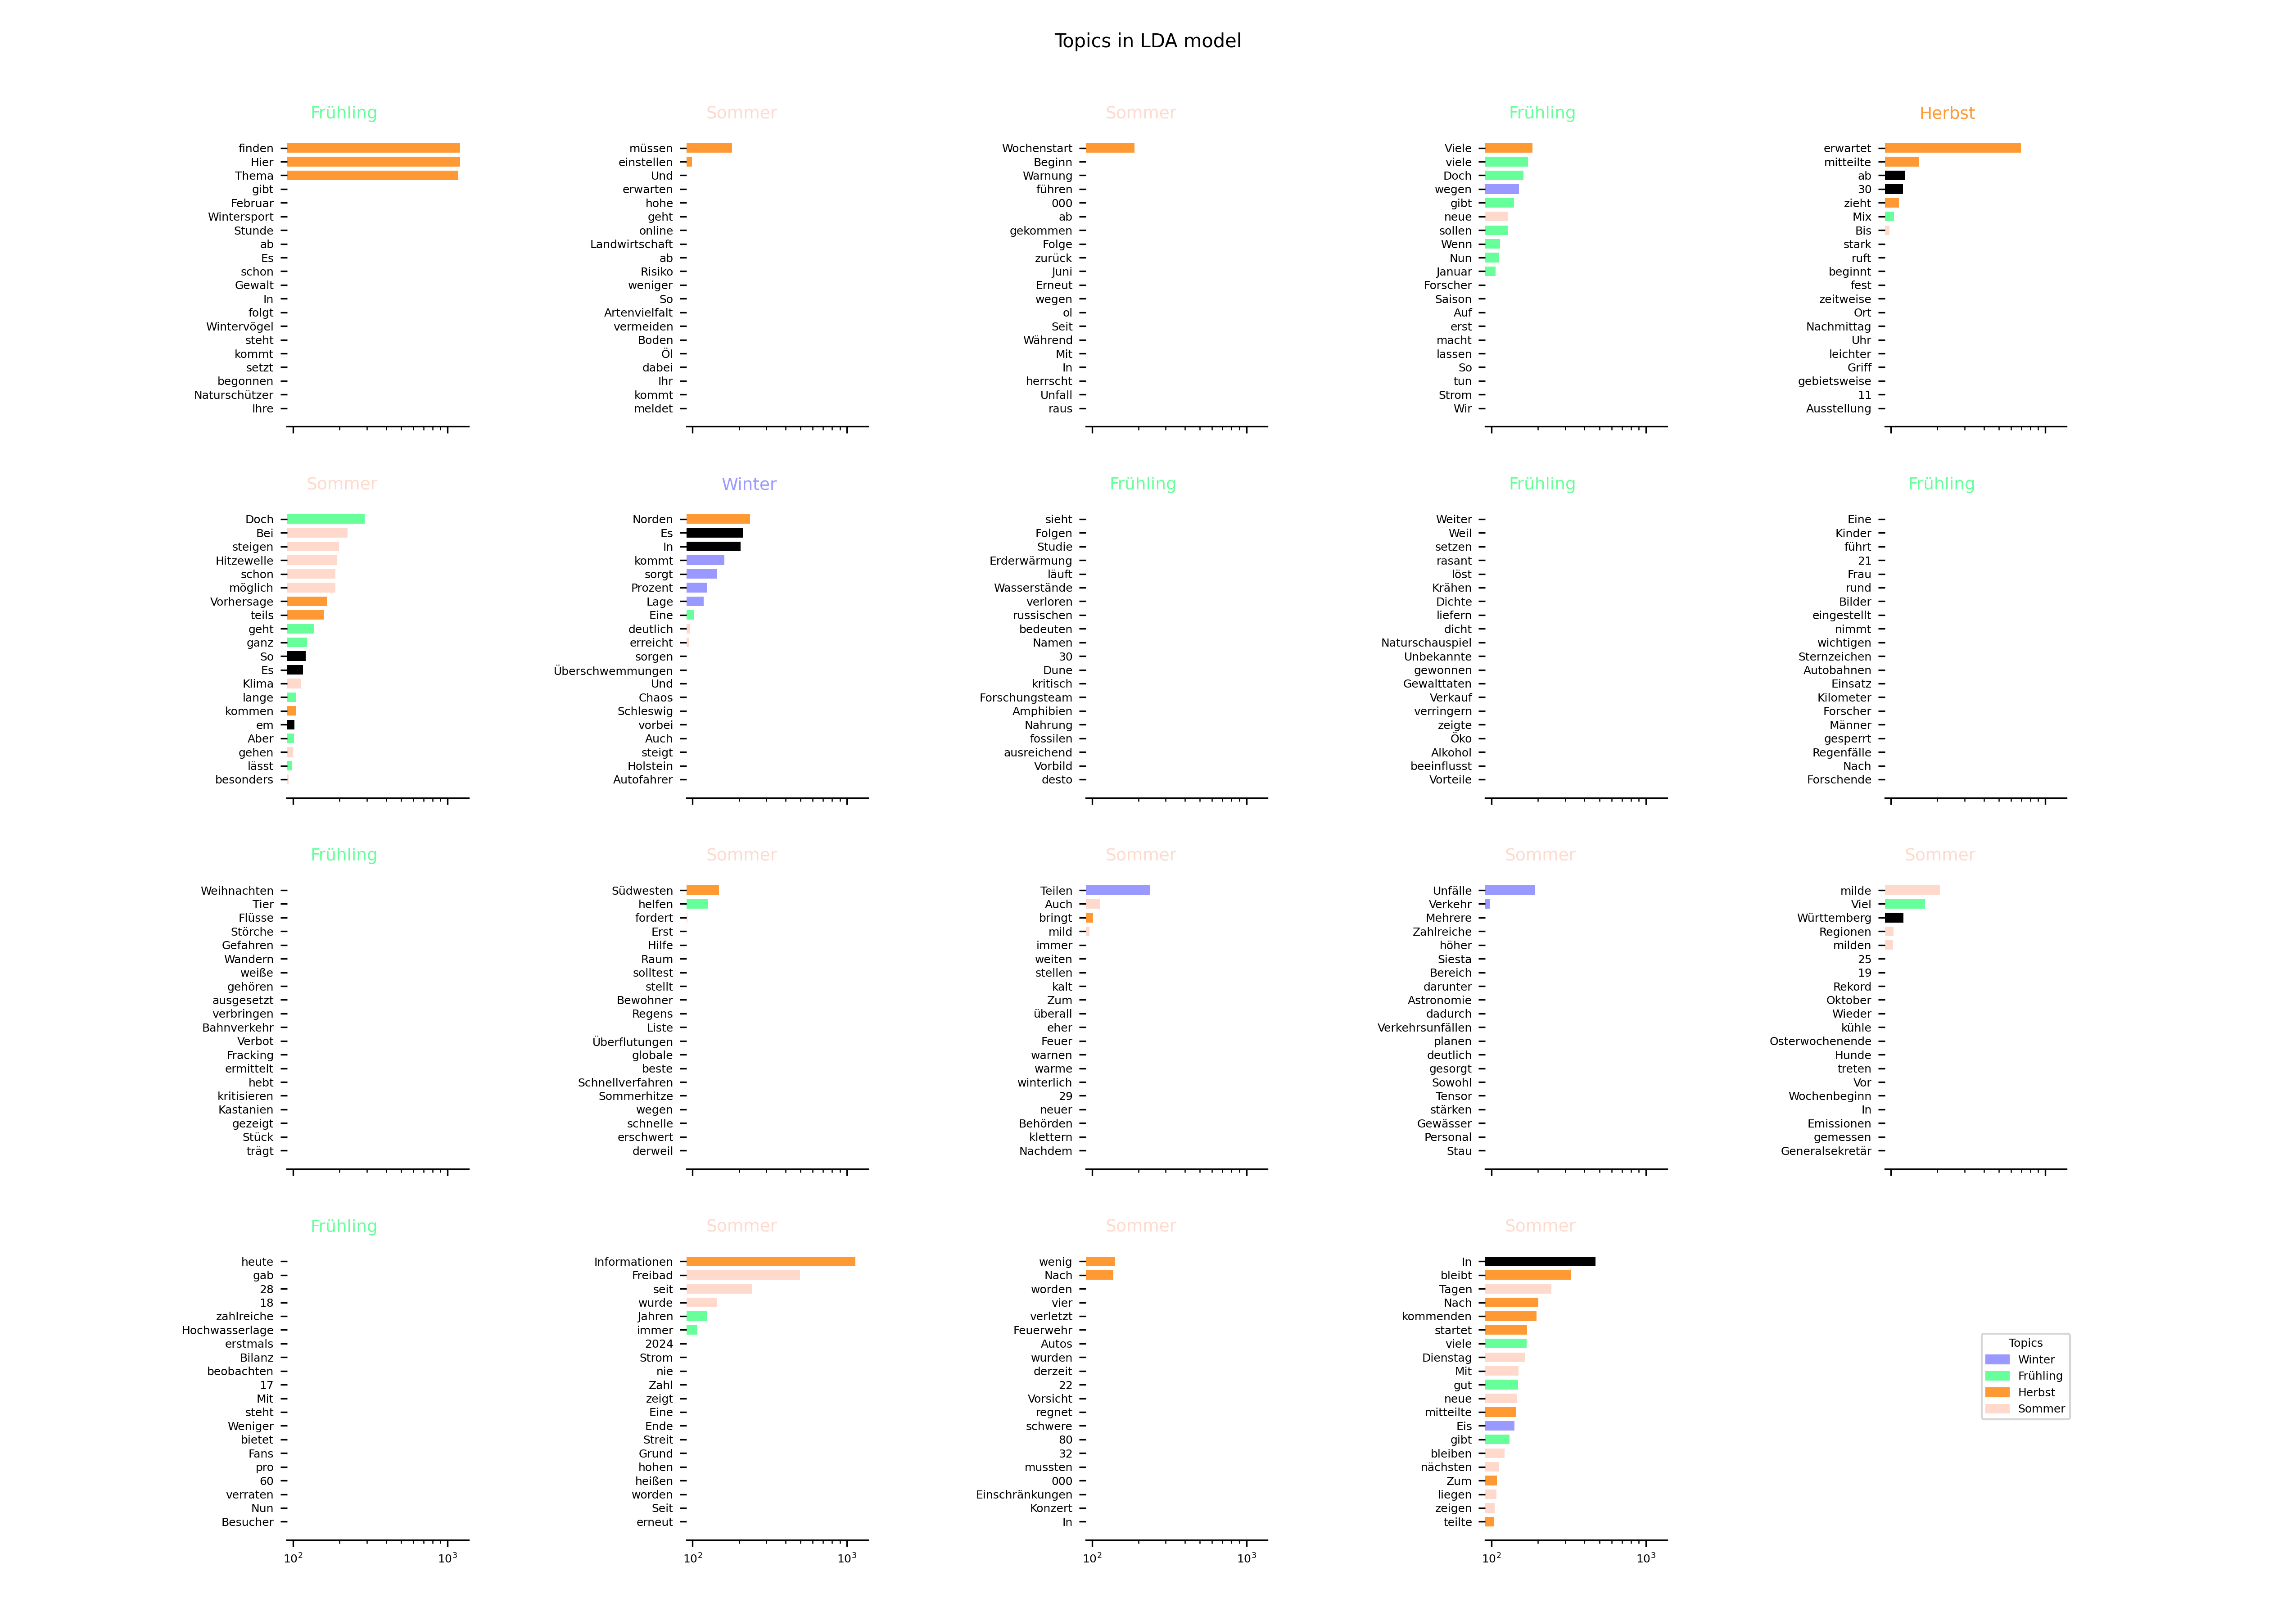 Topics in LDA model
Frühling
finden
Hier
Thema
gibt
Februar
Wintersport
Stunde
ab
Es
schon
Gewalt
In
folgt
Wintervögel
steht
kommt
setzt
begonnen
Naturschützer
Ihre
Sommer
müssen
einstellen
Und
erwarten
hohe
geht
online
Landwirtschaft
ab
Risiko
weniger
So
Artenvielfalt
vermeiden
Boden
Öl
dabei
Ihr
kommt
meldet
Sommer
Wochenstart
Beginn
Warnung
führen
000
ab
gekommen
Folge
zurück
Juni
Erneut
wegen
ol
Seit
Während
Mit
In
herrscht
Unfall
raus
Frühling
Viele
viele
Doch
wegen
gibt
neue
sollen
Wenn
Nun
Januar
Forscher
Saison
Auf
erst
macht
lassen
So
tun
Strom
Wir
Herbst
erwartet
mitteilte
ab
30
zieht
Mix
Bis
stark
ruft
beginnt
fest
zeitweise
Ort
Nachmittag
Uhr
leichter
Griff
gebietsweise
11
Ausstellung
Sommer
Doch
Bei
steigen
Hitzewelle
schon
möglich
Vorhersage
teils
geht
ganz
So
Es
Klima
lange
kommen
em
Aber
gehen
lässt
besonders
Winter
Norden
Es
In
kommt
sorgt
Prozent
Lage
Eine
deutlich
erreicht
sorgen
Überschwemmungen
Und
Chaos
Schleswig
vorbei
Auch
steigt
Holstein
Autofahrer
Frühling
sieht
Folgen
Studie
Erderwärmung
läuft
Wasserstände
verloren
russischen
bedeuten
Namen
30
Dune
kritisch
Forschungsteam
Amphibien
Nahrung
fossilen
ausreichend
Vorbild
desto
Frühling
Weiter
Weil
setzen
rasant
löst
Krähen
Dichte
liefern
dicht
Naturschauspiel
Unbekannte
gewonnen
Gewalttaten
Verkauf
verringern
zeigte
Öko
Alkohol
beeinflusst
Vorteile
Frühling
Eine
Kinder
führt
21
Frau
rund
Bilder
eingestellt
nimmt
wichtigen
Sternzeichen
Autobahnen
Einsatz
Kilometer
Forscher
Männer
gesperrt
Regenfälle
Nach
Forschende
Frühling
Weihnachten
Tier
Flüsse
Störche
Gefahren
Wandern
weiße
gehören
ausgesetzt
verbringen
Bahnverkehr
Verbot
Fracking
ermittelt
hebt
kritisieren
Kastanien
gezeigt
Stück
trägt
Sommer
Südwesten
helfen
fordert
Erst
Hilfe
Raum
solltest
stellt
Bewohner
Regens
Liste
Überflutungen
globale
beste
Schnellverfahren
Sommerhitze
wegen
schnelle
erschwert
derweil
Sommer
Teilen
Auch
bringt
mild
immer
weiten
stellen
kalt
Zum
überall
eher
Feuer
warnen
warme
winterlich
29
neuer
Behörden
klettern
Nachdem
Sommer
Unfälle
Verkehr
Mehrere
Zahlreiche
höher
Siesta
Bereich
darunter
Astronomie
dadurch
Verkehrsunfällen
planen
deutlich
gesorgt
Sowohl
Tensor
stärken
Gewässer
Personal
Stau
Sommer
milde
Viel
Württemberg
Regionen
milden
25
19
Rekord
Oktober
Wieder
kühle
Osterwochenende
Hunde
treten
Vor
Wochenbeginn
In
Emissionen
gemessen
Generalsekretär
Frühling
heute
gab
28
18
zahlreiche
Hochwasserlage
erstmals
Bilanz
beobachten
17
Mit
steht
Weniger
bietet
Fans
pro
60
verraten
Nun
Besucher
10² 10³
Sommer
Informationen
Freibad
seit
wurde
Jahren
immer
2024
Strom
nie
Zahl
zeigt
Eine
Ende
Streit
Grund
hohen
heißen
worden
Seit
erneut
10² 10³
Sommer
wenig
Nach
worden
vier
verletzt
Feuerwehr
Autos
wurden
derzeit
22
Vorsicht
regnet
schwere
80
32
mussten
000
Einschränkungen
Konzert
In
10² 10³
Sommer
In
bleibt
Tagen
Nach
kommenden
startet
viele
Dienstag
Mit
gut
neue
mitteilte
Eis
gibt
bleiben
nächsten
Zum
liegen
zeigen
teilte
10² 10³
Topics
Winter
Frühling
Herbst
Sommer